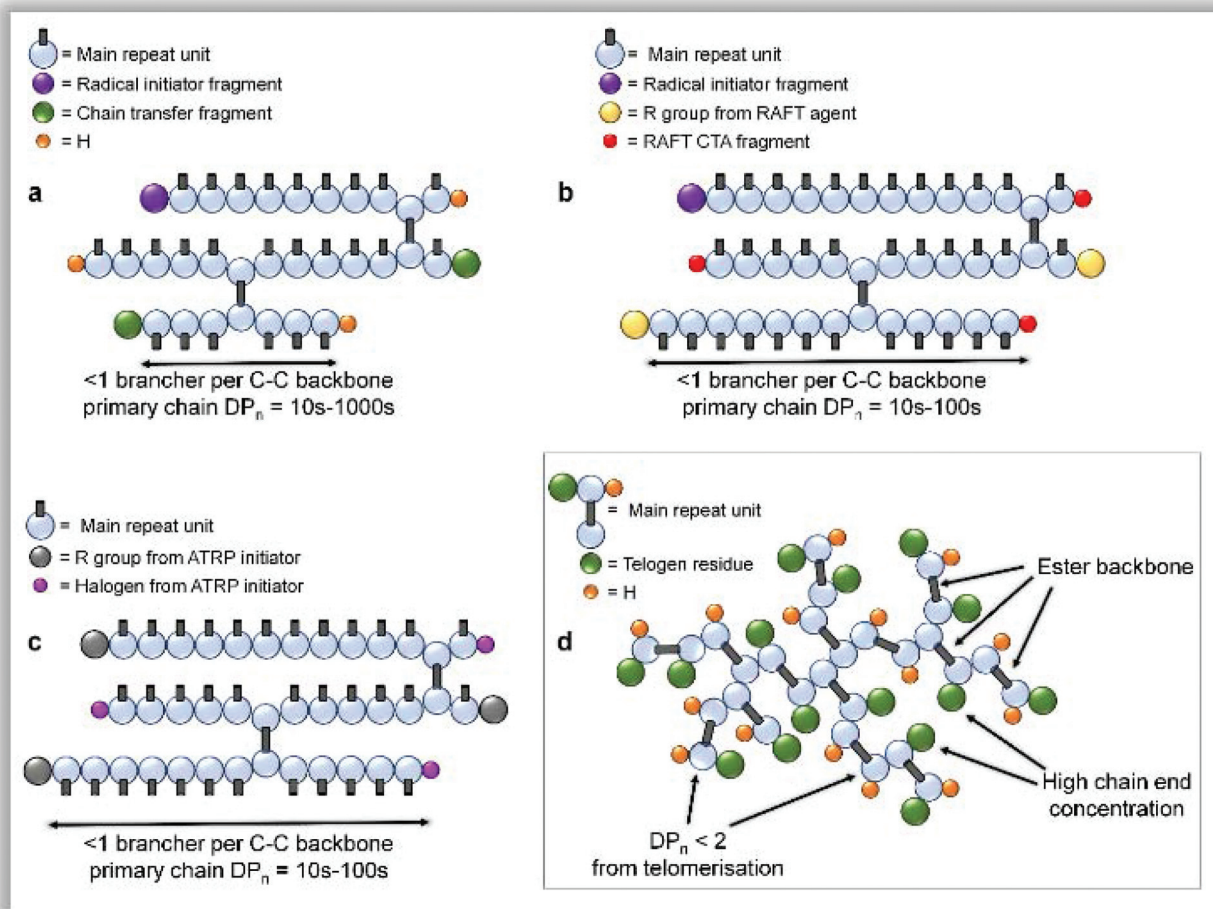 = Main repeat unit
= Radical initiator fragment
= Chain transfer fragment
= H
a
<1 brancher per C-C backbone
primary chain DPn = 10s-1000s
= Main repeat unit
= Radical initiator fragment
= R group from RAFT agent
= RAFT CTA fragment
b
<1 brancher per C-C backbone
primary chain DPn = 10s-100s
= Main repeat unit
= R group from ATRP initiator
= Halogen from ATRP initiator
c
<1 brancher per C-C backbone
primary chain DPn = 10s-100s
= Main repeat unit
= Telogen residue
= H
d
Ester backbone
High chain end
concentration
DPn < 2
from telomerisation